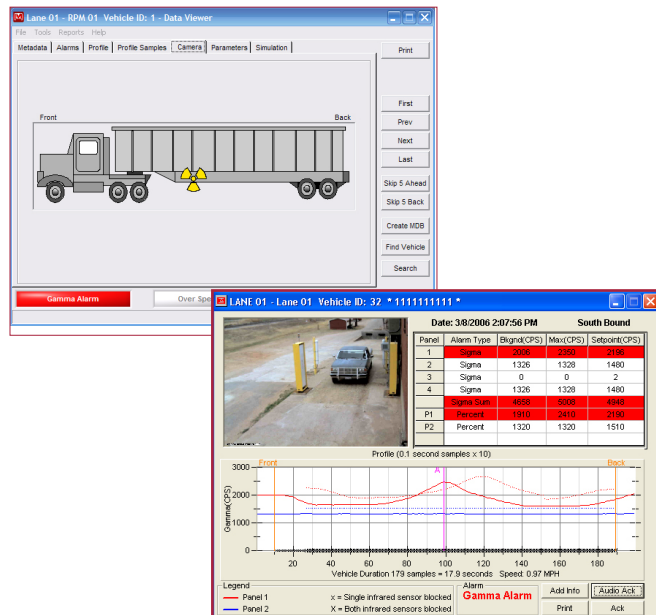 Lane 01 - RPM 01 Vehicle ID: 1 - Data Viewer
File Tools Reports Help
Metadata Alarms Profile Profile Samples Camera Parameters Simulation
Print
First
Prev
Next
Last
Skip 5 Ahead
Skip 5 Back
Create MDB
Find Vehicle
Search
Front Back
Gamma Alarm Over Spe
LANE 01 - Lane 01 Vehicle ID: 32 * 1111111111 *
Date: 3/8/2006 2:07:56 PM South Bound
Panel Alarm Type Bkgnd(CPS) Max(CPS) Setpoint(CPS)
1 Sigma 2006 2350 2196
2 Sigma 1326 1328 1480
3 Sigma 0 0 2
4 Sigma 1326 1328 1480
Sigma Sum 4658 5008 4948
P1 Percent 1910 2410 2190
P2 Percent 1320 1320 1510
Profile (0.1 second samples x 10)
Front Back
A
Gamma(CPS)
3000
2000
1000
0
20 40 60 80 100 120 140 160 180
Vehicle Duration 179 samples = 17.9 seconds Speed: 0.97 MPH
Legend
Panel 1 x = Single infrared sensor blocked
Panel 2 X = Both infrared sensors blocked
Alarm
Gamma Alarm
Add Info Audio Ack
Print Ack